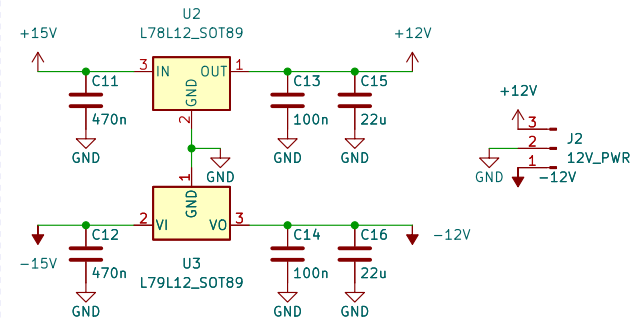 U2
L78L12_SOT89
+15V
+12V
3 IN OUT 1
GND
2
C11
470n
GND
C13
100n
GND
C15
22u
GND
GND
+12V
3
2
1
J2
12V_PWR
GND
-12V
1
GND
2 VI VO 3
-15V
C12
470n
GND
U3
L79L12_SOT89
C14
100n
GND
C16
22u
GND
-12V